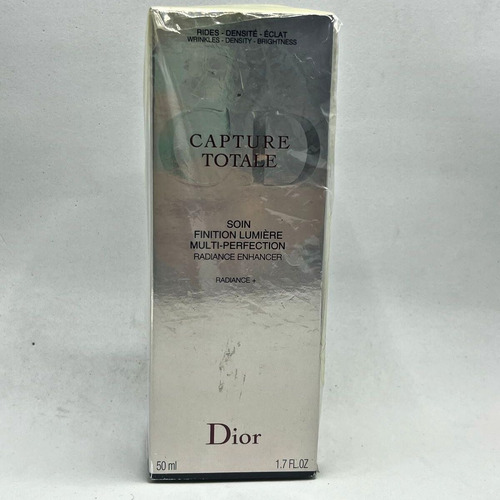 RIDES - DENSITÉ - ÉCLAT
WRINKLES - DENSITY - BRIGHTNESS
CD
CAPTURE
TOTALE
SOIN
FINITION LUMIÈRE
MULTI-PERFECTION
RADIANCE ENHANCER
RADIANCE +
Dior
50 ml 1.7 FL.OZ